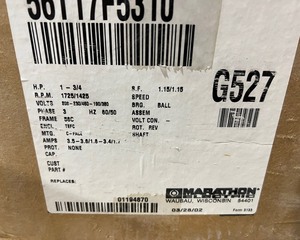 56T17F5310
H.P. 1 - 3/4 S.F. 1.15/1.15
R.P.M. 1725/1425 SPEED
VOLTS BRG. BALL
PHASE 3 HZ 60/50 ASSEM
FRAME 56C VOLT CON. -
ENCL. TEFC ROT. REV
MTG. C-FACE SHAFT
AMPS
PROT. NONE
CAP.
CUST
PART #
REPLACES:
G527
01194670
MARATHON
ELECTRIC
WAUSAU, WISCONSIN 54401
03/28/02